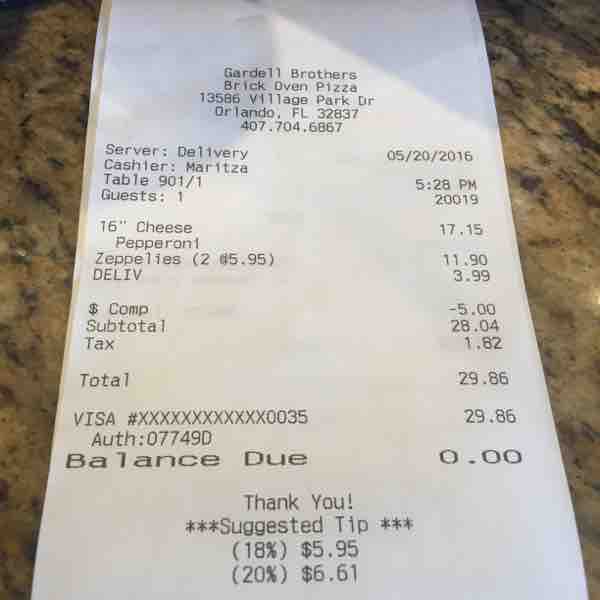 Gardell Brothers
Brick Oven Pizza
13586 Village Park Dr
Orlando, FL 32837
407.704.6867
Server: Delivery 05/20/2016
Cashier: Maritza
Table 901/1 5:28 PM
Guests: 1 20019
16" Cheese 17.15
Pepperoni
Zeppelies (2 @5.95) 11.90
DELIV 3.99
$ Comp -5.00
Subtotal 28.04
Tax 1.82
Total 29.86
VISA #XXXXXXXXXXXX0035 29.86
Auth:07749D
Balance Due 0.00
Thank You!
***Suggested Tip ***
(18%) $5.95
(20%) $6.61